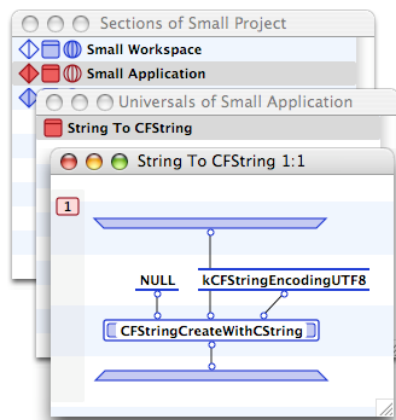 Sections of Small Project
Small Workspace
Small Application
Universals of Small Application
String To CFString
String To CFString 1:1
1
NULL
kCFStringEncodingUTF8
CFStringCreateWithCString